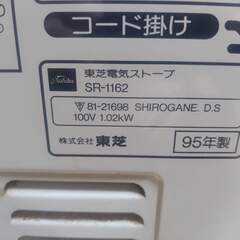 コード掛け
Toshiba
東芝電気ストーブ
SR-1162
81-21698 SHIROGANE. D.S
100V 1.02kW
株式会社 東芝
95年製